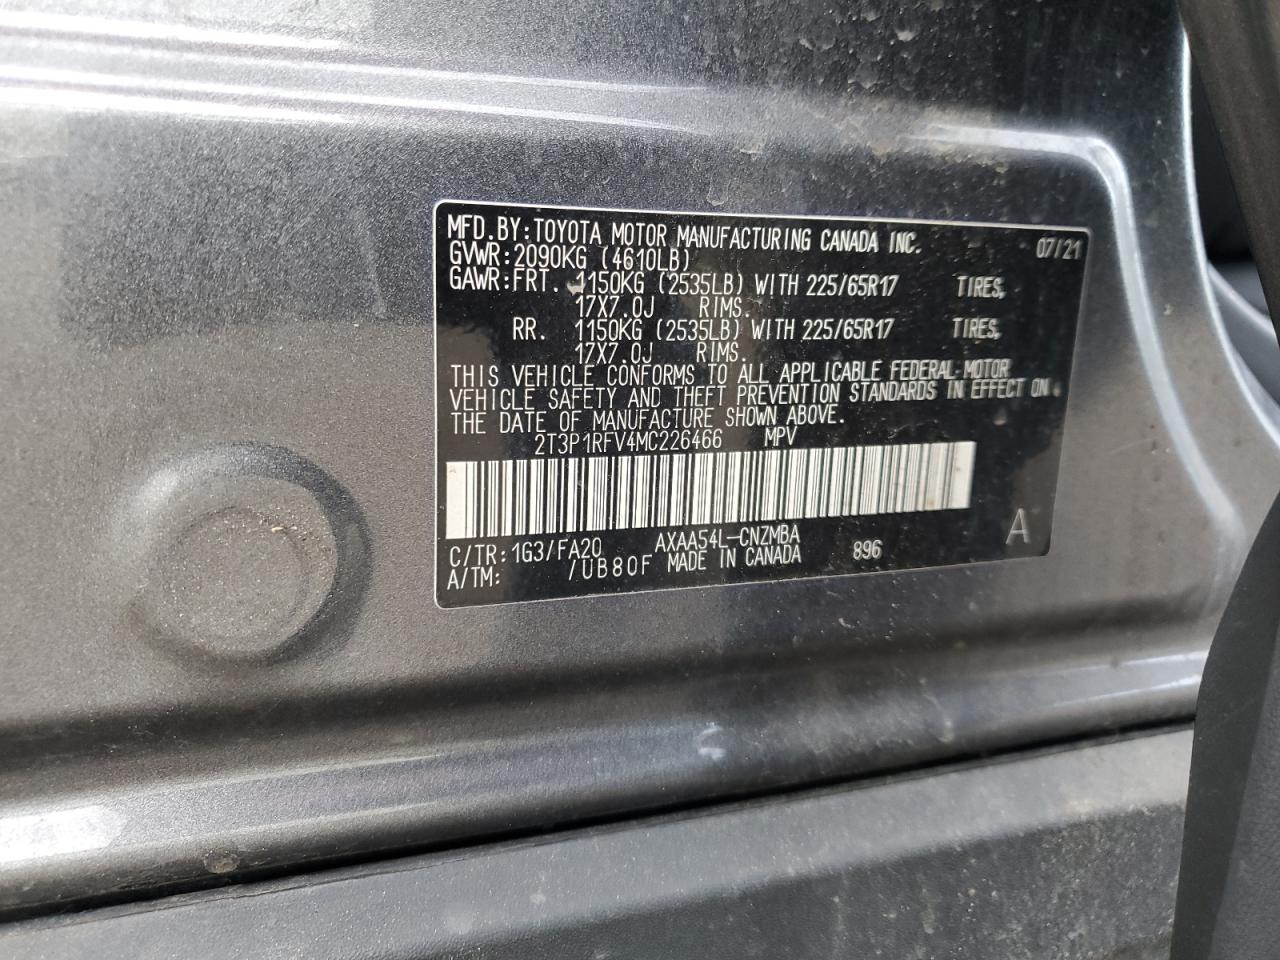 MFD.BY:TOYOTA MOTOR MANUFACTURING CANADA INC. 07/21
GVWR:2090KG (4610LB)
GAWR:FRT. 1150KG (2535LB) WITH 225/65R17 TIRES,
17X7.0J RIMS.
RR. 1150KG (2535LB) WITH 225/65R17 TIRES,
17X7.0J RIMS.
THIS VEHICLE CONFORMS TO ALL APPLICABLE FEDERAL MOTOR
VEHICLE SAFETY AND THEFT PREVENTION STANDARDS IN EFFECT ON
THE DATE OF MANUFACTURE SHOWN ABOVE.
2T3P1RFV4MC226466 MPV
C/TR:1G3/FA20 AXAA54L-CNZMBA 896 A
A/TM: /UB80F MADE IN CANADA